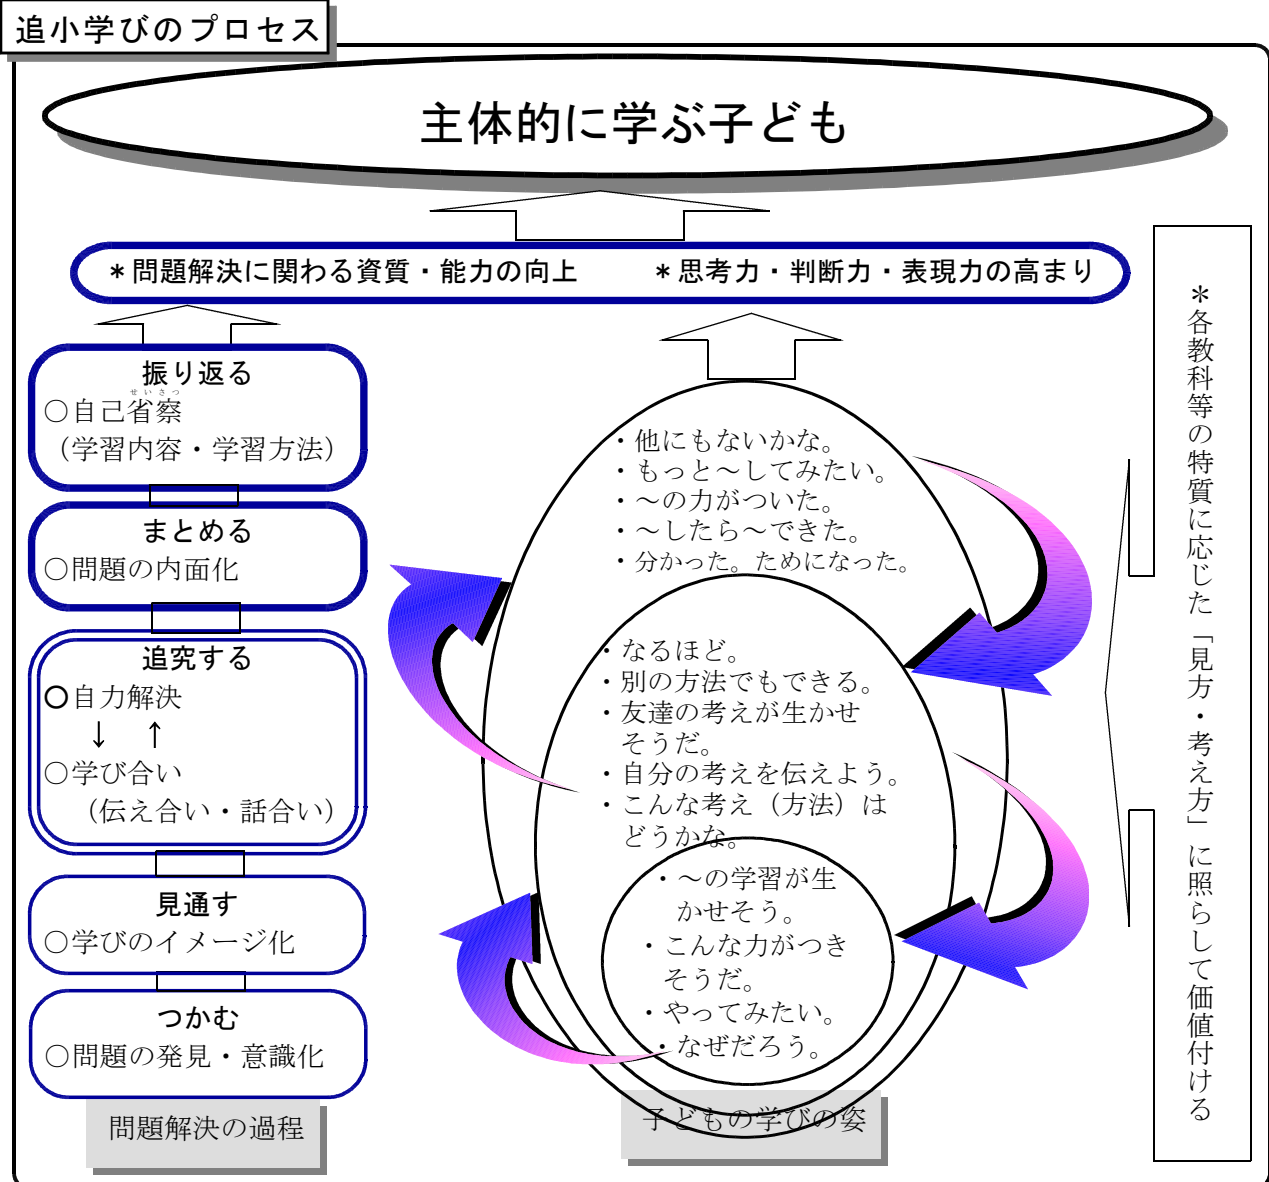 追小学びのプロセス
主体的に学ぶ子ども
＊問題解決に関わる資質・能力の向上　　＊思考力・判断力・表現力の高まり
振り返る
せいさつ
○自己省察
（学習内容・学習方法）
まとめる
○問題の内面化
追究する
○自力解決
↓　↑
○学び合い
（伝え合い・話合い）
見通す
○学びのイメージ化
つかむ
○問題の発見・意識化
問題解決の過程
・他にもないかな。
・もっと～してみたい。
・～の力がついた。
・～したら～できた。
・分かった。ためになった。
・なるほど。
・別の方法でもできる。
・友達の考えが生かせ
そうだ。
・自分の考えを伝えよう。
・こんな考え（方法）は
どうかな。
・～の学習が生
かせそう。
・こんな力がつき
そうだ。
・やってみたい。
・なぜだろう。
子どもの学びの姿
＊各教科等の特質に応じた「見方・考え方」に照らして価値付ける